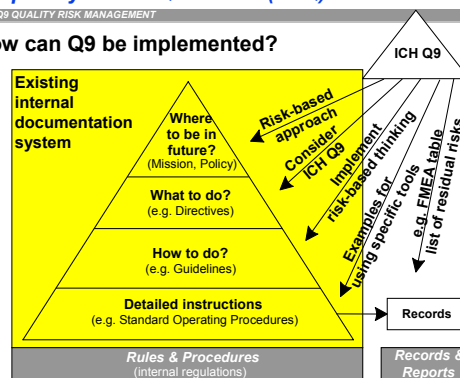 Q9 QUALITY RISK MANAGEMENT
How can Q9 be implemented?
ICH Q9
Existing
internal
documentation
system
Where
to be in
future?
(Mission, Policy)
What to do?
(e.g. Directives)
How to do?
(e.g. Guidelines)
Detailed instructions
(e.g. Standard Operating Procedures)
Risk-based
approach
Consider
ICH Q9
Implement
risk-based thinking
Examples for
using specific tools
e.g. FMEA table
list of residual risks
Records
Rules & Procedures
(internal regulations)
Records &
Reports